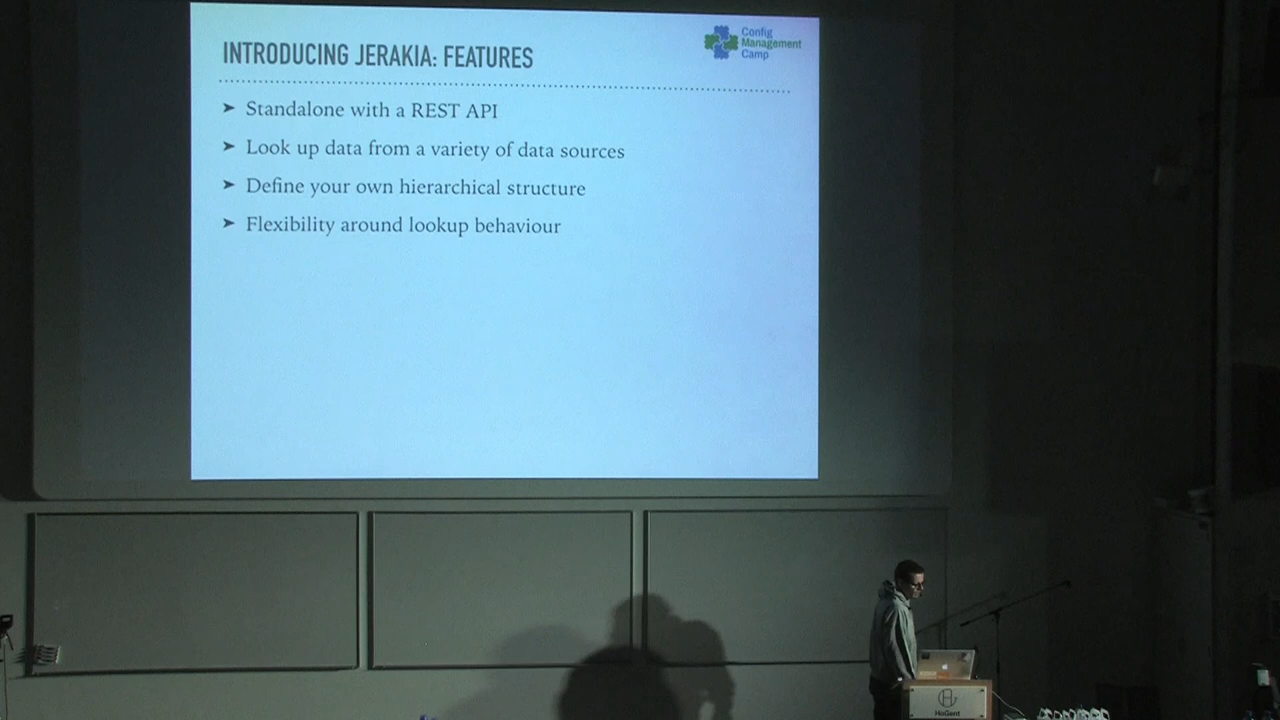 INTRODUCING JERAKIA: FEATURES
Config
Management
Camp
➤ Standalone with a REST API
➤ Look up data from a variety of data sources
➤ Define your own hierarchical structure
➤ Flexibility around lookup behaviour
HoGent